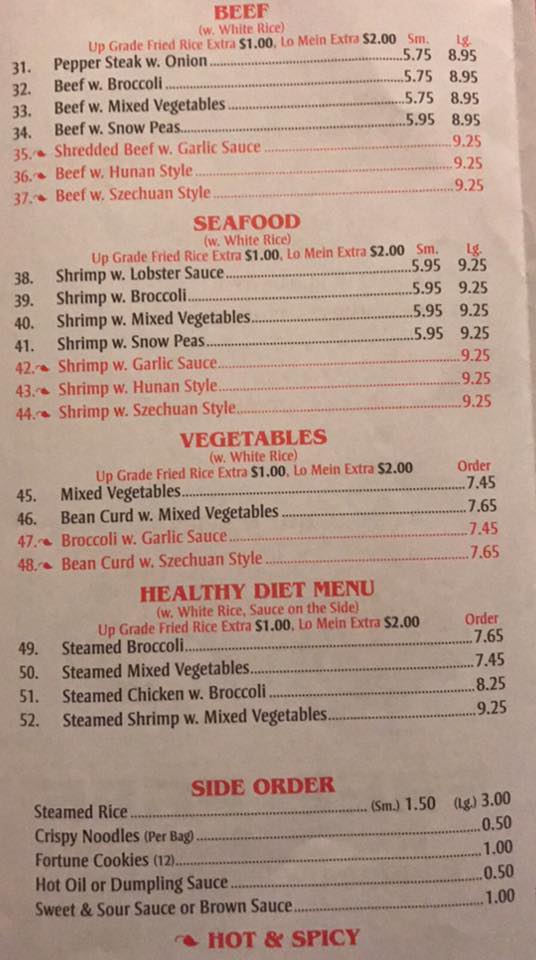 BEEF
(w. White Rice)
Up Grade Fried Rice Extra $1.00, Lo Mein Extra $2.00 Sm. Lg.
31. Pepper Steak w. Onion 5.75 8.95
32. Beef w. Broccoli 5.75 8.95
33. Beef w. Mixed Vegetables 5.75 8.95
34. Beef w. Snow Peas 5.95 8.95
35. Shredded Beef w. Garlic Sauce 9.25
36. Beef w. Hunan Style 9.25
37. Beef w. Szechuan Style 9.25
SEAFOOD
(w. White Rice)
Up Grade Fried Rice Extra $1.00, Lo Mein Extra $2.00 Sm. Lg.
38. Shrimp w. Lobster Sauce 5.95 9.25
39. Shrimp w. Broccoli 5.95 9.25
40. Shrimp w. Mixed Vegetables 5.95 9.25
41. Shrimp w. Snow Peas 5.95 9.25
42. Shrimp w. Garlic Sauce 9.25
43. Shrimp w. Hunan Style 9.25
44. Shrimp w. Szechuan Style 9.25
VEGETABLES
(w. White Rice)
Up Grade Fried Rice Extra $1.00, Lo Mein Extra $2.00 Order
45. Mixed Vegetables 7.45
46. Bean Curd w. Mixed Vegetables 7.65
47. Broccoli w. Garlic Sauce 7.45
48. Bean Curd w. Szechuan Style 7.65
HEALTHY DIET MENU
(w. White Rice, Sauce on the Side)
Up Grade Fried Rice Extra $1.00, Lo Mein Extra $2.00 Order
49. Steamed Broccoli 7.65
50. Steamed Mixed Vegetables 7.45
51. Steamed Chicken w. Broccoli 8.25
52. Steamed Shrimp w. Mixed Vegetables 9.25
SIDE ORDER
Steamed Rice (Sm.) 1.50 (Lg.) 3.00
Crispy Noodles (Per Bag) 0.50
Fortune Cookies (12) 1.00
Hot Oil or Dumpling Sauce 0.50
Sweet & Sour Sauce or Brown Sauce 1.00
HOT & SPICY